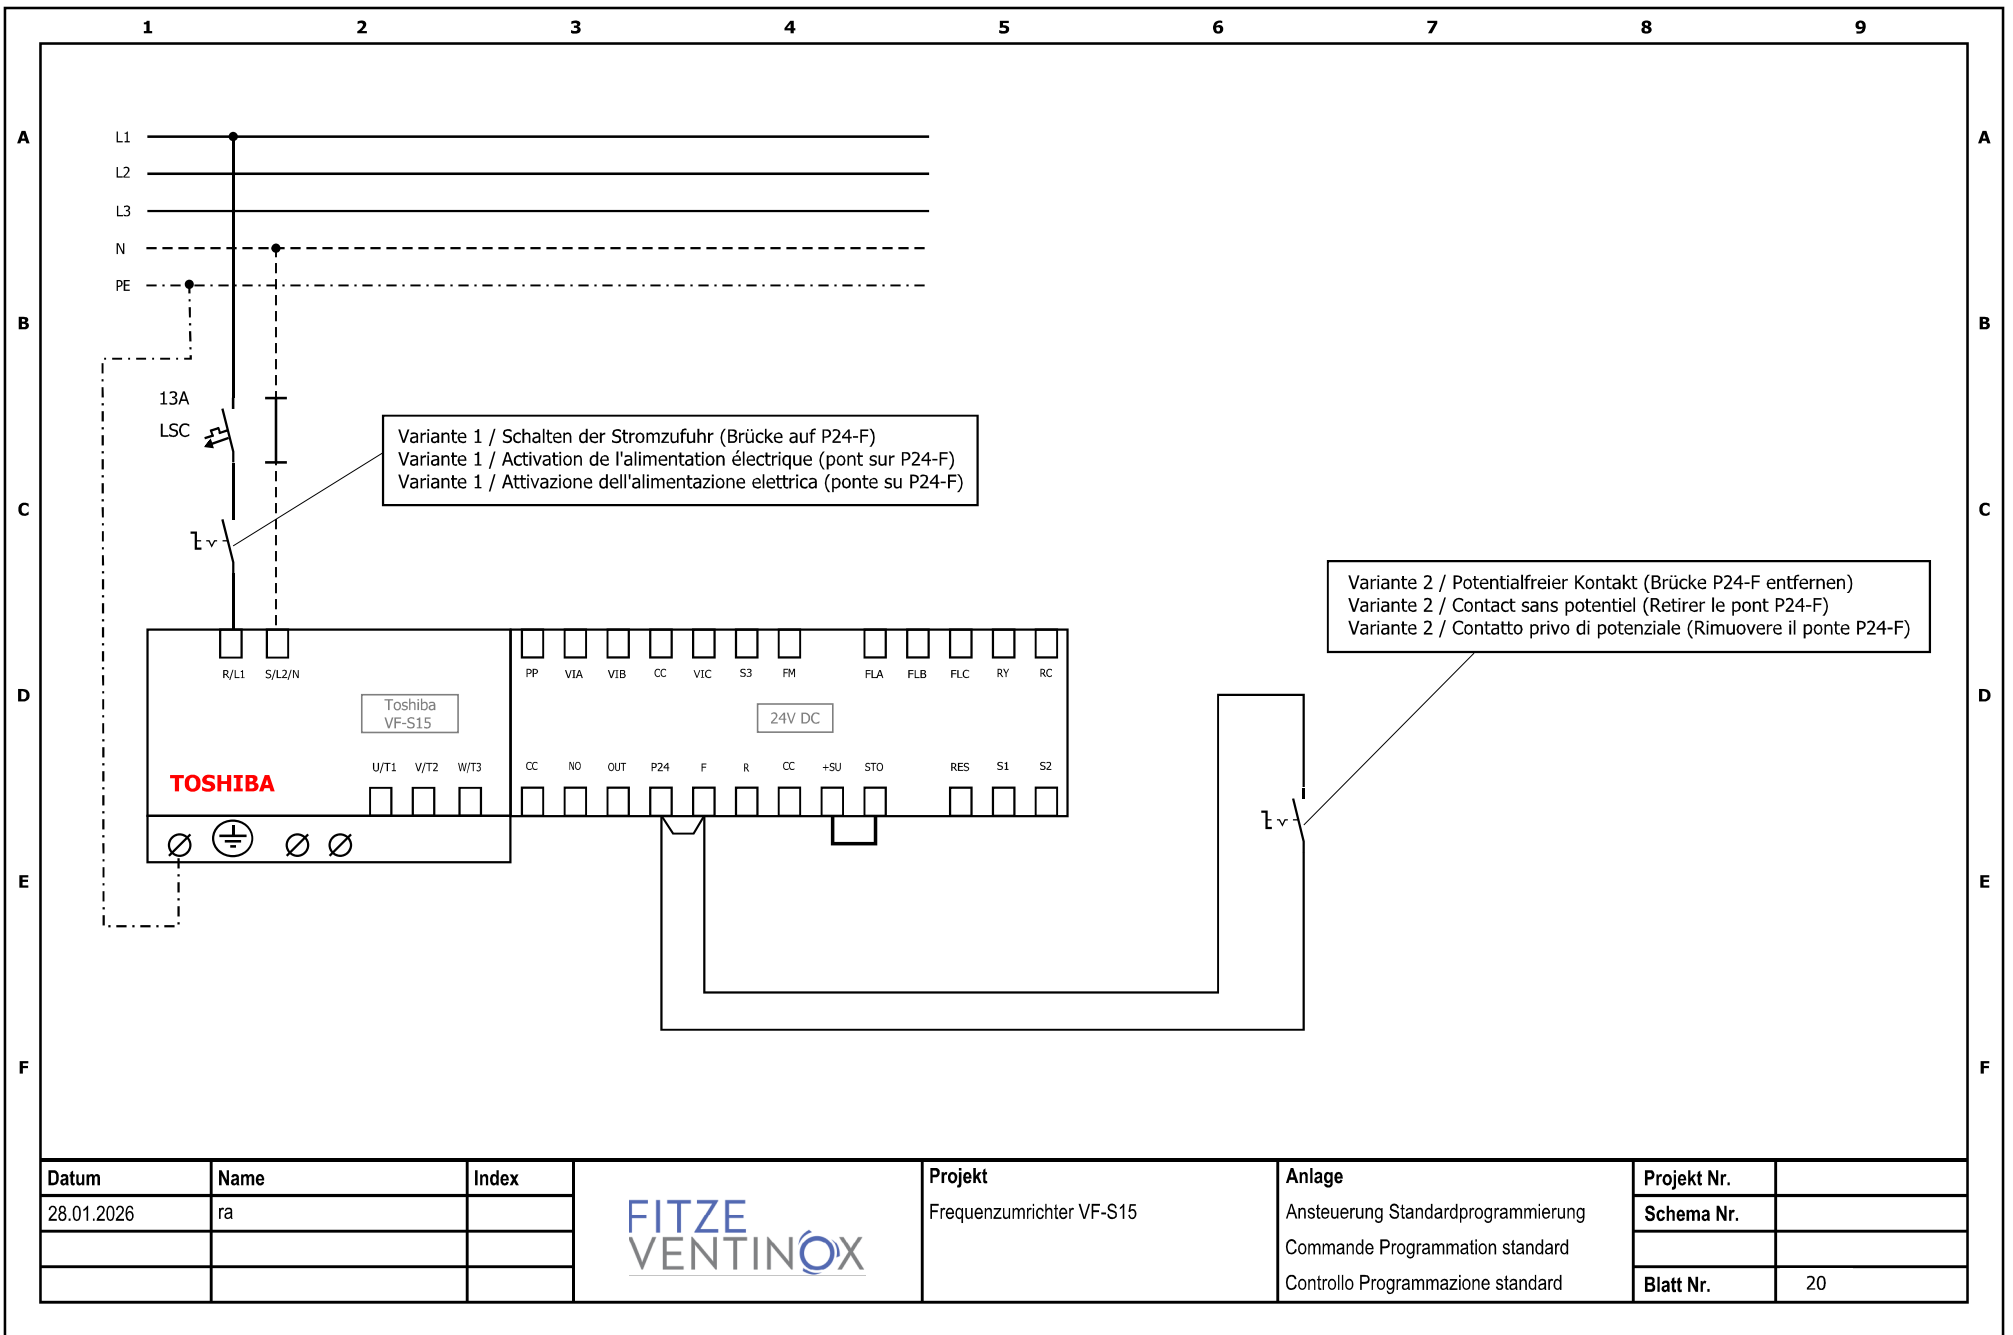 1 2 3 4 5 6 7 8 9
A A
L1
L2
L3
N
PE
B B
13A
LSC
Variante 1 / Schalten der Stromzufuhr (Brücke auf P24-F)
Variante 1 / Activation de l'alimentation électrique (pont sur P24-F)
Variante 1 / Attivazione dell'alimentazione elettrica (ponte su P24-F)
C C
Variante 2 / Potentialfreier Kontakt (Brücke P24-F entfernen)
Variante 2 / Contact sans potentiel (Retirer le pont P24-F)
Variante 2 / Contatto privo di potenziale (Rimuovere il ponte P24-F)
R/L1 S/L2/N PP VIA VIB CC VIC S3 FM FLA FLB FLC RY RC
D D
Toshiba
VF-S15
24V DC
U/T1 V/T2 W/T3 CC NO OUT P24 F R CC +SU STO RES S1 S2
TOSHIBA
E E
F F
Datum Name Index
28.01.2026 ra
FITZE
VENTINOX
Projekt
Frequenzumrichter VF-S15
Anlage
Ansteuerung Standardprogrammierung
Commande Programmation standard
Controllo Programmazione standard
Projekt Nr.
Schema Nr.
Blatt Nr. 20